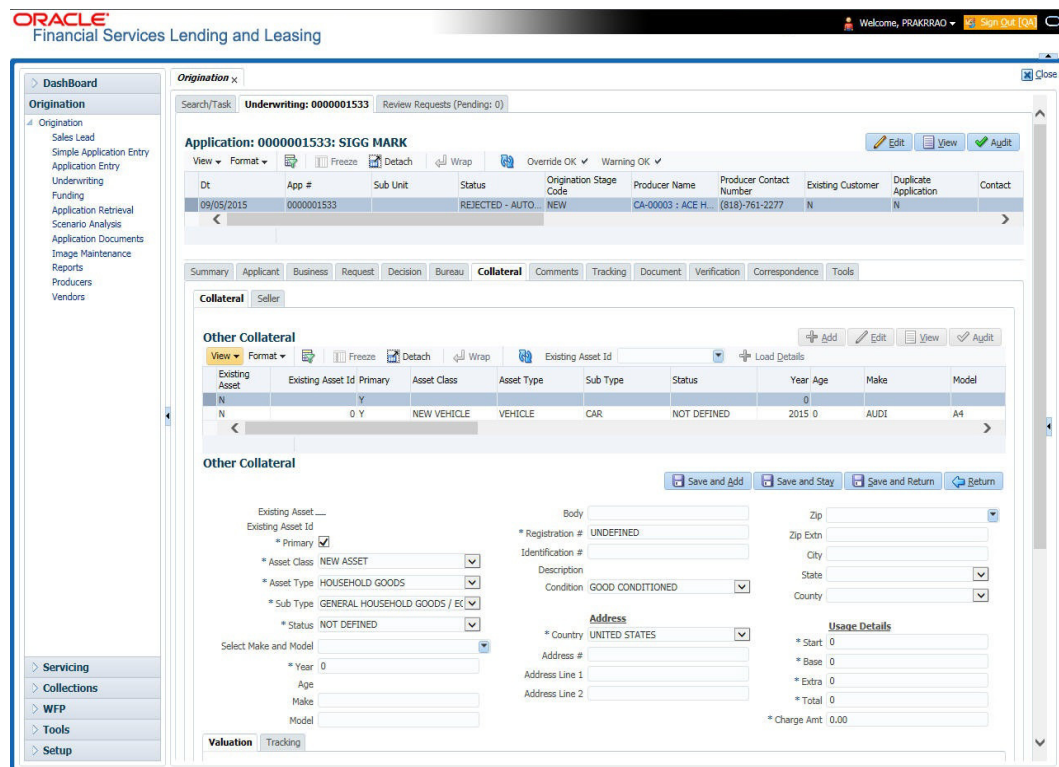 ORACLE
Financial Services Lending and Leasing
Welcome, PRAKRRAO
Sign Out [QA]
Close
DashBoard
Origination
Origination
Sales Lead
Simple Application Entry
Application Entry
Underwriting
Funding
Application Retrieval
Scenario Analysis
Application Documents
Image Maintenance
Reports
Producers
Vendors
Servicing
Collections
WFP
Tools
Setup
Origination x
Search/Task Underwriting: 0000001533 Review Requests (Pending: 0)
Application: 0000001533: SIGG MARK
Edit View Audit
View Format Freeze Detach Wrap Override OK Warning OK
Dt App # Sub Unit Status Origination Stage Code Producer Name Producer Contact Number Existing Customer Duplicate Application Contact
09/05/2015 0000001533 REJECTED - AUTO... NEW CA-00003 : ACE H... (818)-761-2277 N N
Summary Applicant Business Request Decision Bureau Collateral Comments Tracking Document Verification Correspondence Tools
Collateral Seller
Other Collateral
Add Edit View Audit
View Format Freeze Detach Wrap Existing Asset Id Load Details
Existing Asset Existing Asset Id Primary Asset Class Asset Type Sub Type Status Year Age Make Model
N Y 0
N 0 Y NEW VEHICLE VEHICLE CAR NOT DEFINED 2015 0 AUDI A4
Other Collateral
Save and Add Save and Stay Save and Return Return
Existing Asset
Existing Asset Id
* Primary
* Asset Class NEW ASSET
* Asset Type HOUSEHOLD GOODS
* Sub Type GENERAL HOUSEHOLD GOODS / EC
* Status NOT DEFINED
Select Make and Model
* Year 0
Age
Make
Model
Body
* Registration # UNDEFINED
Identification #
Description
Condition GOOD CONDITIONED
Address
* Country UNITED STATES
Address #
Address Line 1
Address Line 2
Zip
Zip Extn
City
State
County
Usage Details
* Start 0
* Base 0
* Extra 0
* Total 0
* Charge Amt 0.00
Valuation Tracking